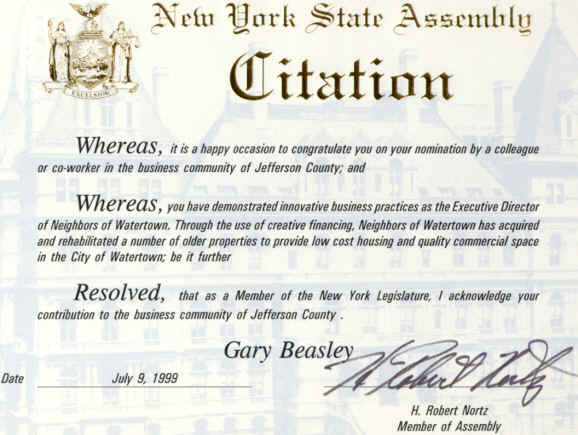 New York State Assembly
EXCELSIOR
Citation
Whereas, it is a happy occasion to congratulate you on your nomination by a colleague
or co-worker in the business community of Jefferson County; and
Whereas, you have demonstrated innovative business practices as the Executive Director
of Neighbors of Watertown. Through the use of creative financing, Neighbors of Watertown has acquired
and rehabilitated a number of older properties to provide low cost housing and quality commercial space
in the City of Watertown; be it further
Resolved, that as a Member of the New York Legislature, I acknowledge your
contribution to the business community of Jefferson County .
Gary Beasley
H Robert Nortz
Date July 9, 1999
H. Robert Nortz
Member of Assembly